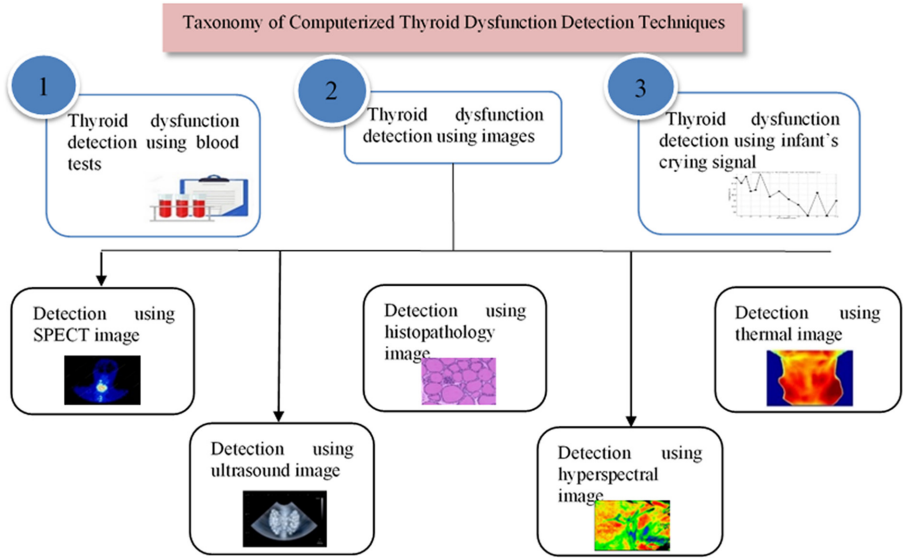 Taxonomy of Computerized Thyroid Dysfunction Detection Techniques
1
Thyroid dysfunction
detection using blood
tests
2
Thyroid dysfunction
detection using images
3
Thyroid dysfunction
detection using infant`s
crying signal
Detection using
SPECT image
Detection using
histopathology
image
Detection using
thermal image
Detection using
ultrasound image
Detection using
hyperspectral
image